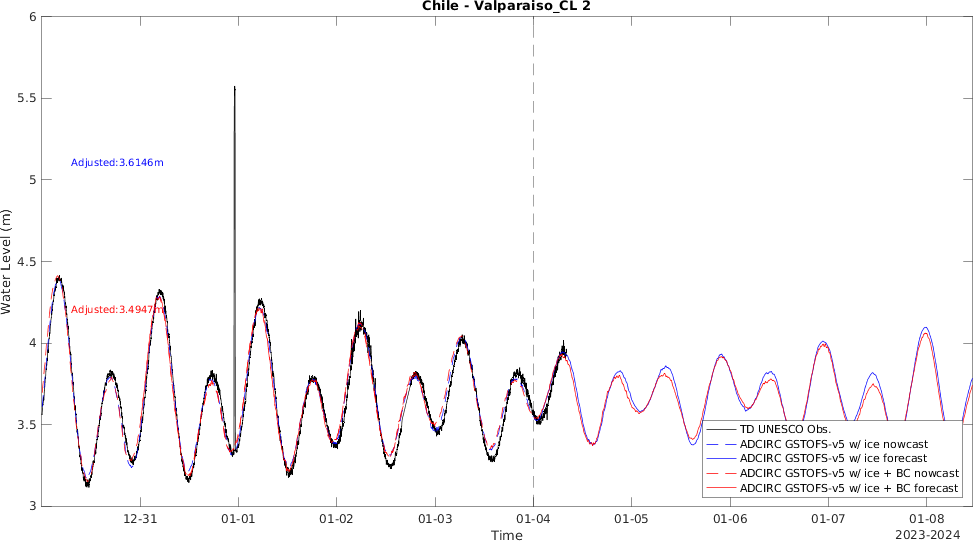 Chile - Valparaiso_CL 2
Water Level (m)
6
5.5
5
4.5
4
3.5
3
Adjusted:3.6146m
Adjusted:3.4947m
TD UNESCO Obs.
ADCIRC GSTOFS-v5 w/ ice nowcast
ADCIRC GSTOFS-v5 w/ ice forecast
ADCIRC GSTOFS-v5 w/ ice + BC nowcast
ADCIRC GSTOFS-v5 w/ ice + BC forecast
12-31 01-01 01-02 01-03 01-04 01-05 01-06 01-07 01-08
Time
2023-2024